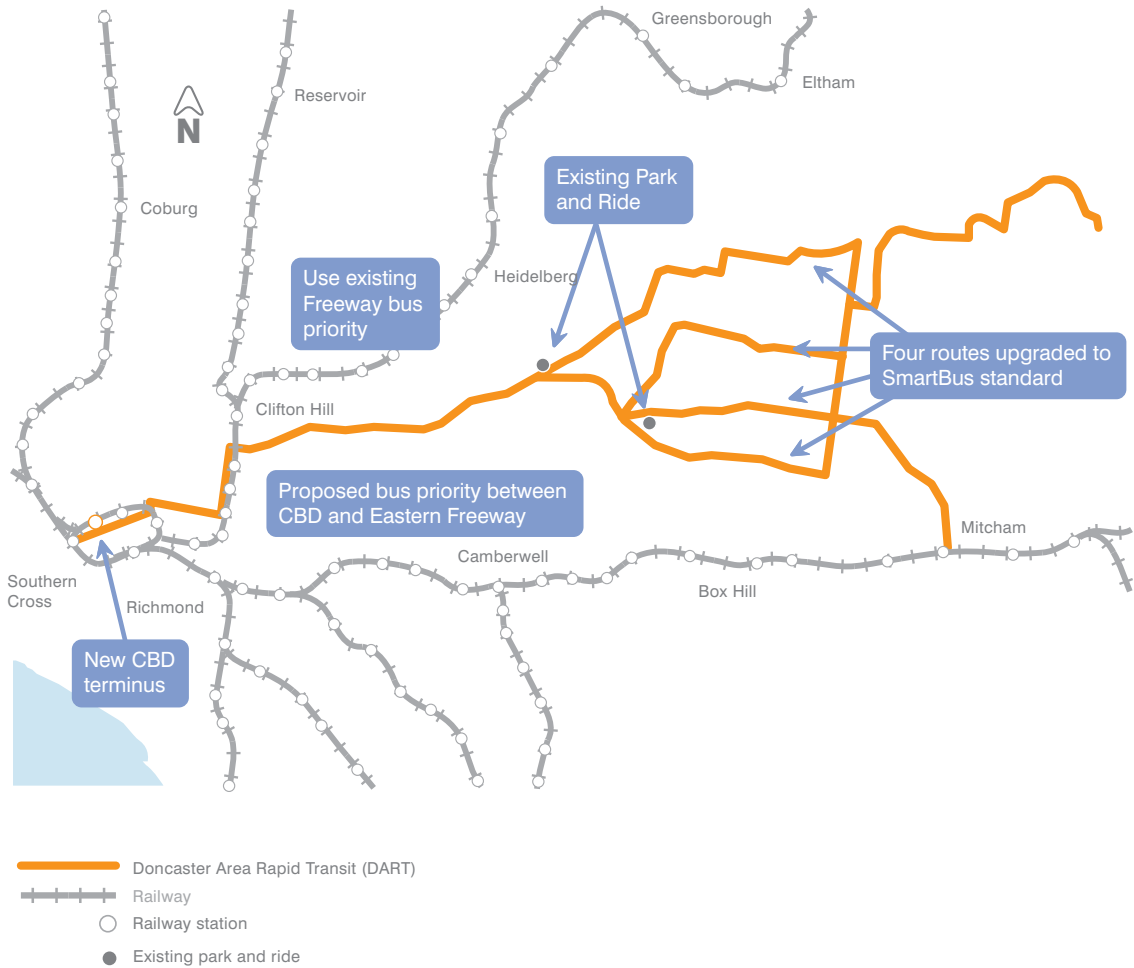 Greensborough
Eltham
Reservoir
N
Existing Park
and Ride
Coburg
Use existing
Freeway bus
priority
Heidelberg
Four routes upgraded to
SmartBus standard
Clifton Hill
Proposed bus priority between
CBD and Eastern Freeway
Mitcham
Camberwell
Southern
Cross
Richmond
Box Hill
New CBD
terminus
Doncaster Area Rapid Transit (DART)
Railway
Railway station
Existing park and ride